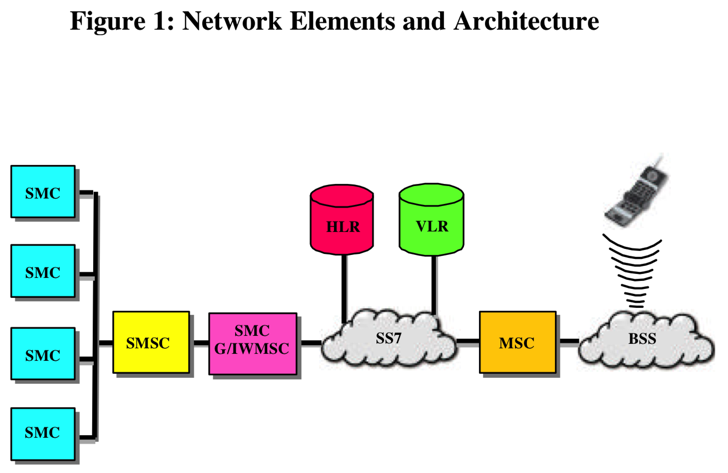 Figure 1: Network Elements and Architecture
SMC
SMC
SMC
SMC
SMSC
SMC
G/IWMSC
HLR
VLR
SS7
MSC
BSS